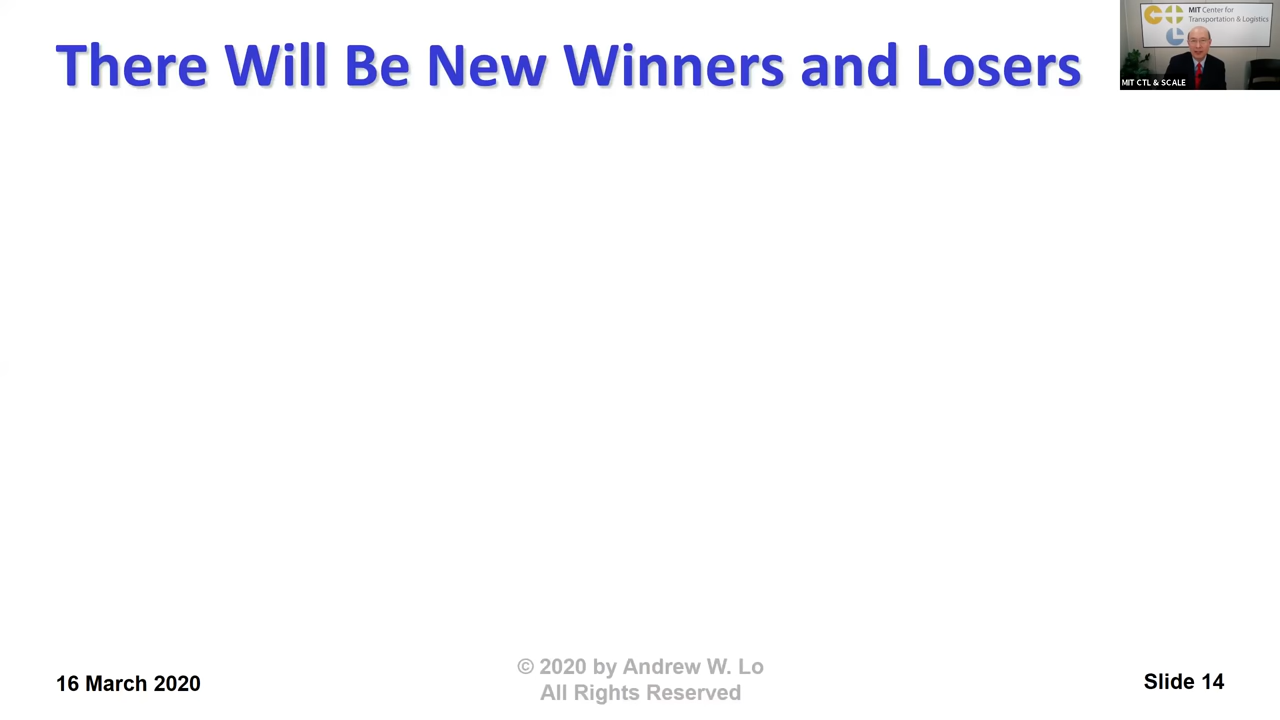 There Will Be New Winners and Losers
MIT Center for
Transportation & Logistics
MIT CTL & SCALE
16 March 2020
© 2020 by Andrew W. Lo
All Rights Reserved
Slide 14